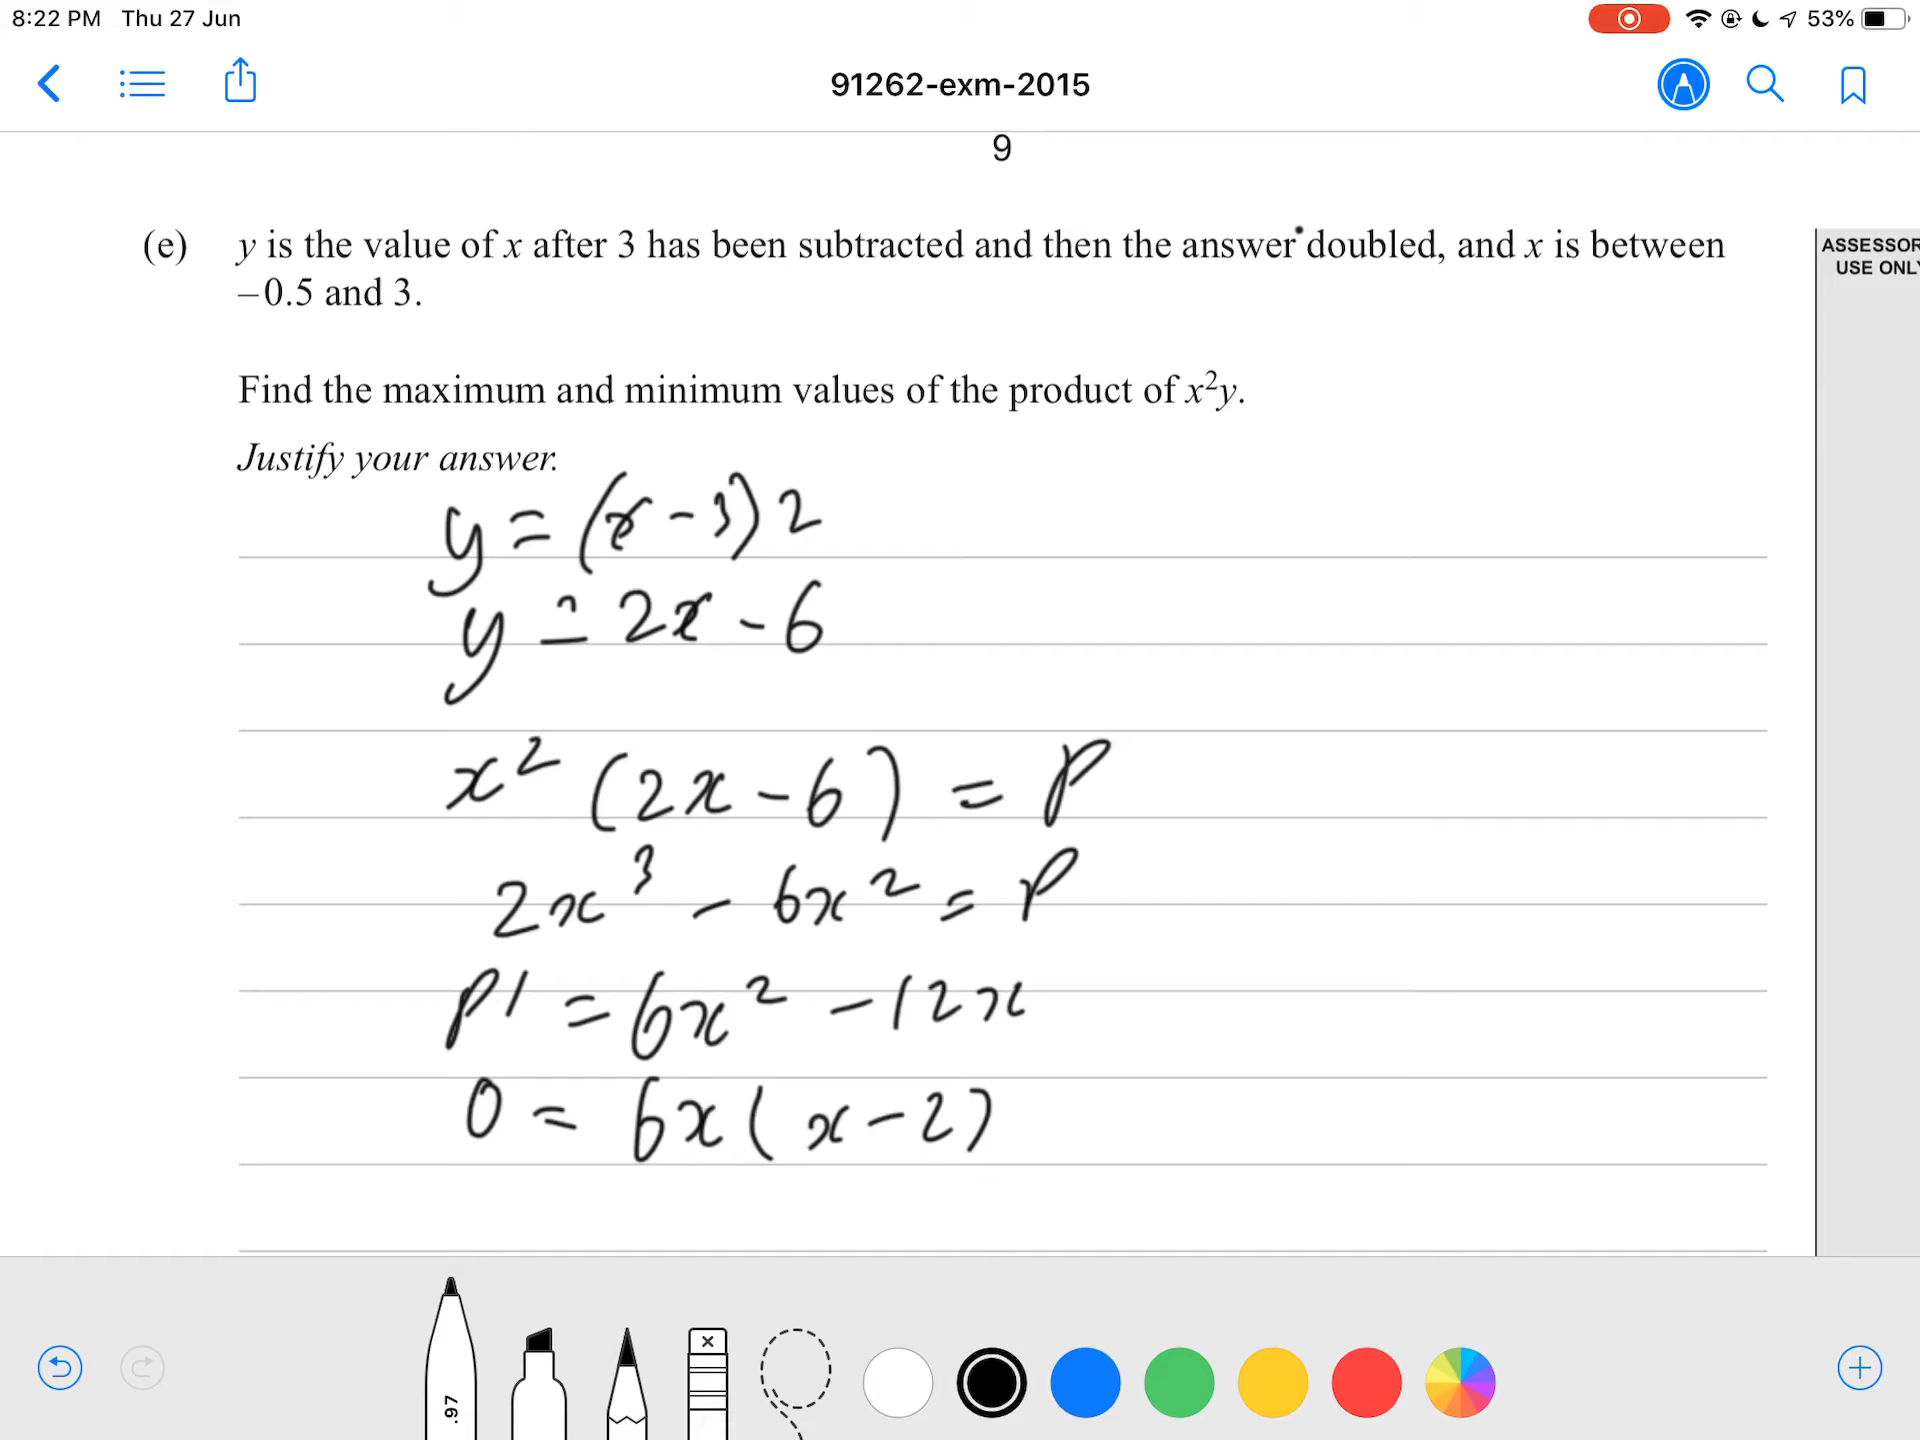 8:22 PM Thu 27 Jun 53%
91262-exm-2015
9
(e) y is the value of x after 3 has been subtracted and then the answer doubled, and x is between
–0.5 and 3.
ASSESSOR
USE ONLY
Find the maximum and minimum values of the product of x²y.
Justify your answer.
y = (x - 3) 2
y = 2x - 6
x² (2x - 6) = P
2x³ - 6x² = P
P' = 6x² - 12x
0 = 6x(x - 2)
.97